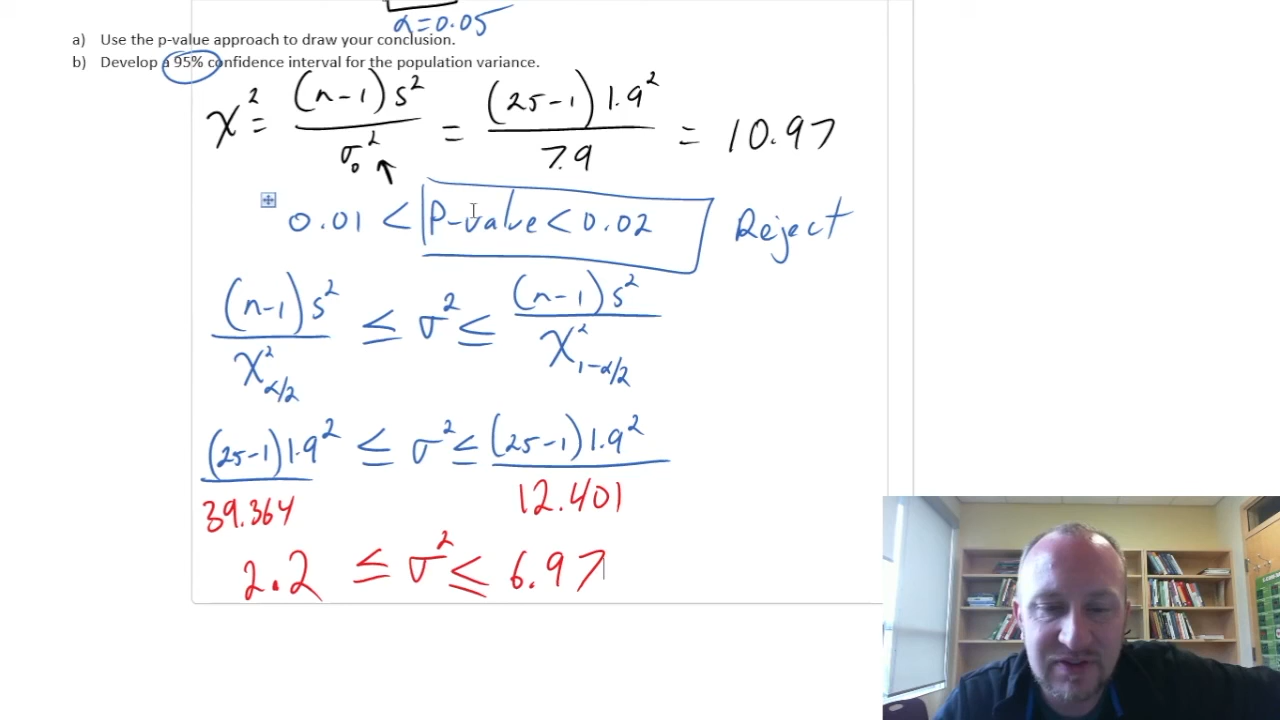 α=0.05
a) Use the p-value approach to draw your conclusion.
b) Develop a 95% confidence interval for the population variance.
χ² = (n-1)s² / σ₀² = (25-1)1.9² / 7.9 = 10.97
0.01 < P-value < 0.02 Reject
(n-1)s² / χ²α/2 ≤ σ² ≤ (n-1)s² / χ²1-α/2
(25-1)1.9² / 39.364 ≤ σ² ≤ (25-1)1.9² / 12.401
2.2 ≤ σ² ≤ 6.97